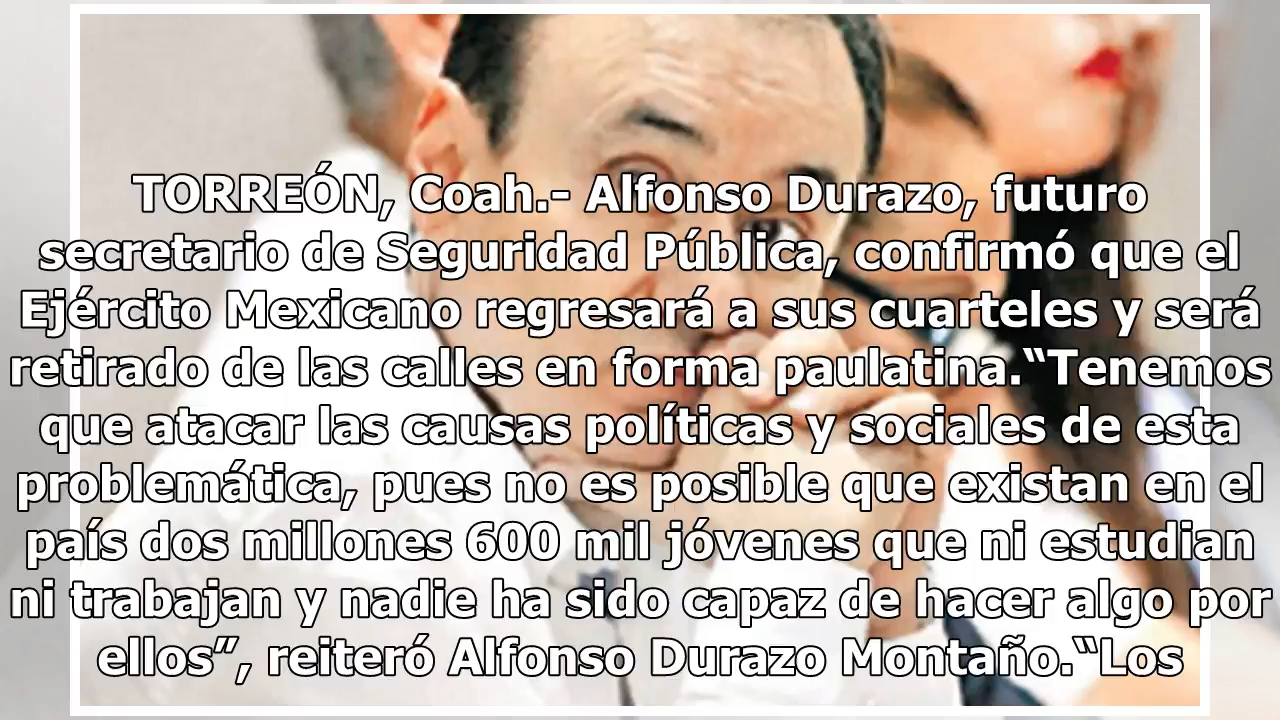 TORREÓN, Coah.- Alfonso Durazo, futuro
secretario de Seguridad Pública, confirmó que el
Ejército Mexicano regresará a sus cuarteles y será
retirado de las calles en forma paulatina.“Tenemos
que atacar las causas políticas y sociales de esta
problemática, pues no es posible que existan en el
país dos millones 600 mil jóvenes que ni estudian
ni trabajan y nadie ha sido capaz de hacer algo por
ellos”, reiteró Alfonso Durazo Montaño.“Los